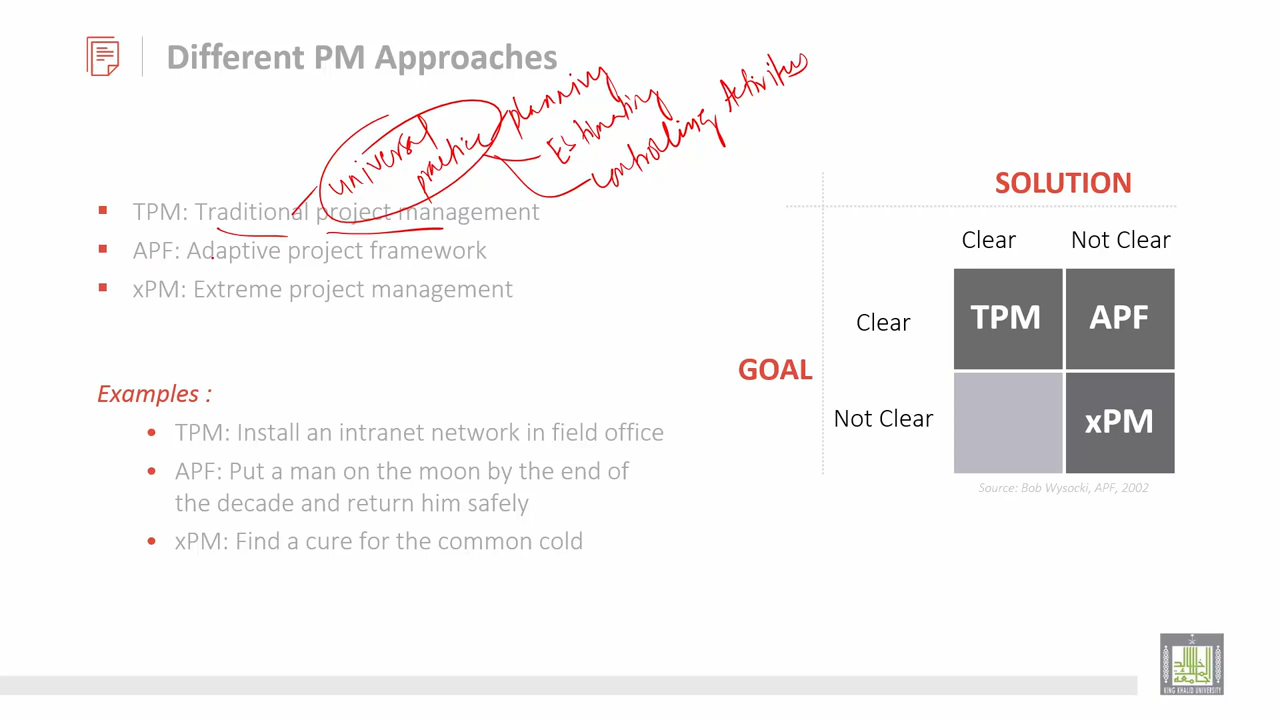 Different PM Approaches
universal
practice
planning
Estimating
controlling Activities
▪ TPM: Traditional project management
▪ APF: Adaptive project framework
▪ xPM: Extreme project management
Examples :
• TPM: Install an intranet network in field office
• APF: Put a man on the moon by the end of
the decade and return him safely
• xPM: Find a cure for the common cold
SOLUTION
Clear Not Clear
GOAL
Clear TPM APF
Not Clear xPM
Source: Bob Wysocki, APF, 2002
KING KHALID UNIVERSITY